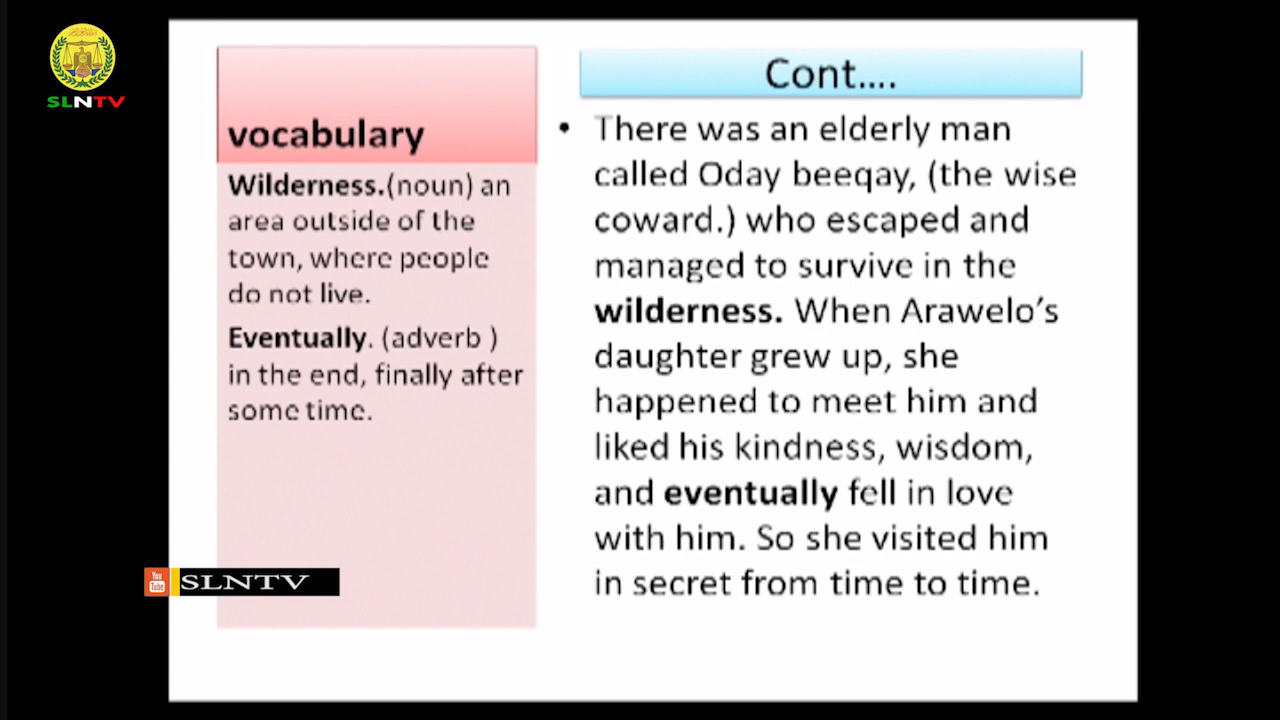 SLNTV
vocabulary
Wilderness.(noun) an
area outside of the
town, where people
do not live.
Eventually. (adverb )
in the end, finally after
some time.
Cont....
• There was an elderly man
called Oday beeqay, (the wise
coward.) who escaped and
managed to survive in the
wilderness. When Arawelo’s
daughter grew up, she
happened to meet him and
liked his kindness, wisdom,
and eventually fell in love
with him. So she visited him
in secret from time to time.
You
Tube
SLNTV